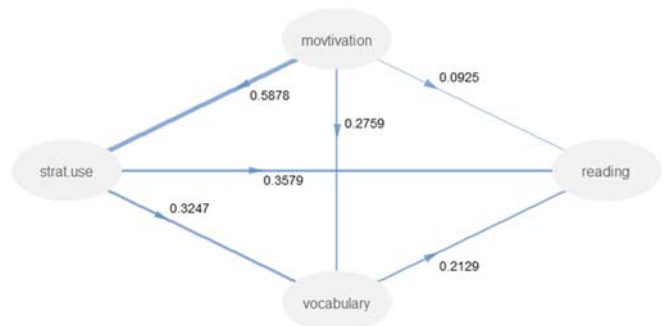 movtivation
0.0925
0.5878
0.2759
strat.use
reading
0.3579
0.3247
0.2129
vocabulary